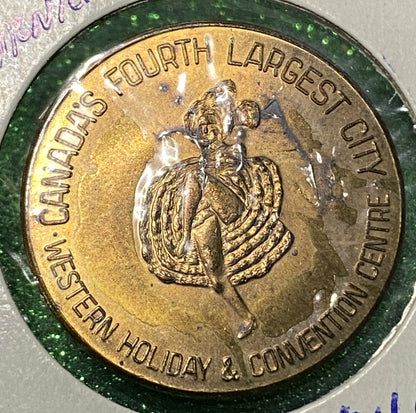 CANADA'S FOURTH LARGEST CITY
· WESTERN HOLIDAY & CONVENTION CENTRE